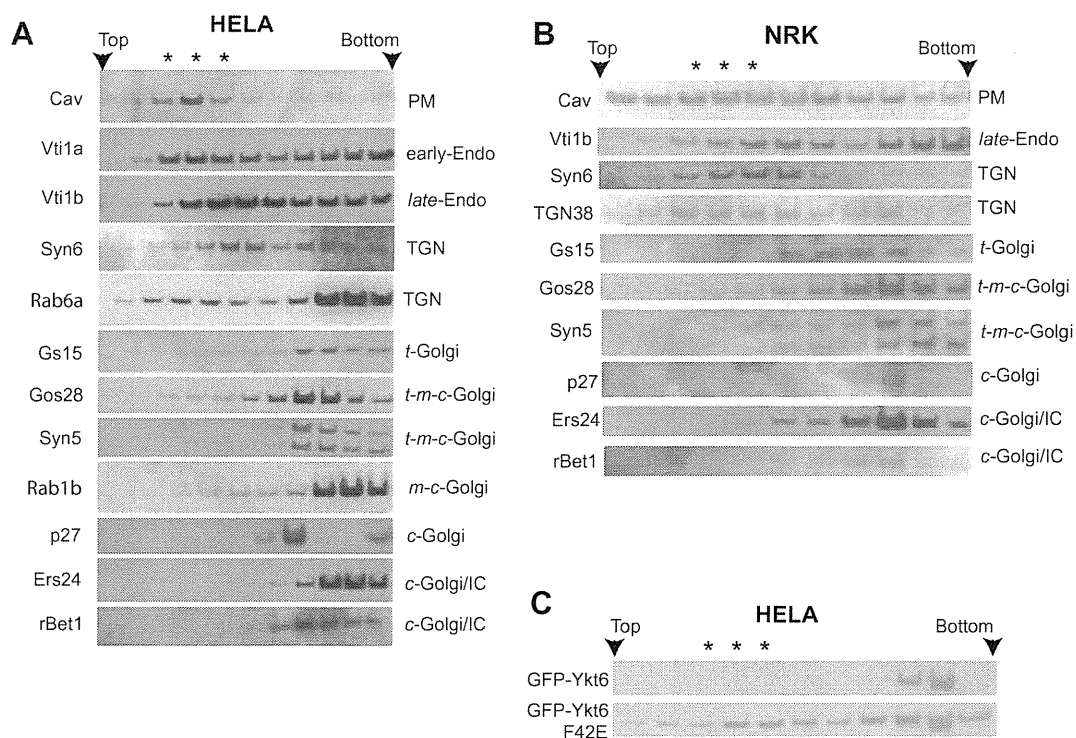 A
HELA
Top
Bottom
* * *
Cav PM
Vti1a early-Endo
Vti1b late-Endo
Syn6 TGN
Rab6a TGN
Gs15 t-Golgi
Gos28 t-m-c-Golgi
Syn5 t-m-c-Golgi
Rab1b m-c-Golgi
p27 c-Golgi
Ers24 c-Golgi/IC
rBet1 c-Golgi/IC
B
NRK
Top
Bottom
* * *
Cav PM
Vti1b late-Endo
Syn6 TGN
TGN38 TGN
Gs15 t-Golgi
Gos28 t-m-c-Golgi
Syn5 t-m-c-Golgi
p27 c-Golgi
Ers24 c-Golgi/IC
rBet1 c-Golgi/IC
C
HELA
Top
Bottom
* * *
GFP-Ykt6
GFP-Ykt6
F42E